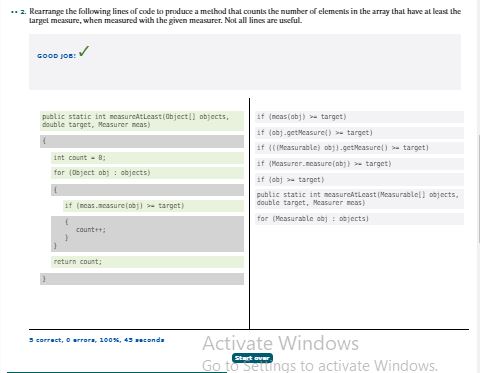 •• 2. Rearrange the following lines of code to produce a method that counts the number of elements in the array that have at least the
target measure, when measured with the given measurer. Not all lines are useful.
GOOD JOB!
public static int measureAtLeast(Object[] objects,
double target, Measurer meas)
{
int count = 0;
for (Object obj : objects)
{
if (meas.measure(obj) >= target)
{
count++;
}
}
return count;
}
if (meas(obj) >= target)
if (obj.getMeasure() >= target)
if (((Measurable) obj).getMeasure() >= target)
if (Measurer.measure(obj) >= target)
if (obj >= target)
public static int measureAtLeast(Measurable[] objects,
double target, Measurer meas)
for (Measurable obj : objects)
5 correct, 0 errors, 100%, 45 seconds
Start over
Activate Windows
Go to Settings to activate Windows.